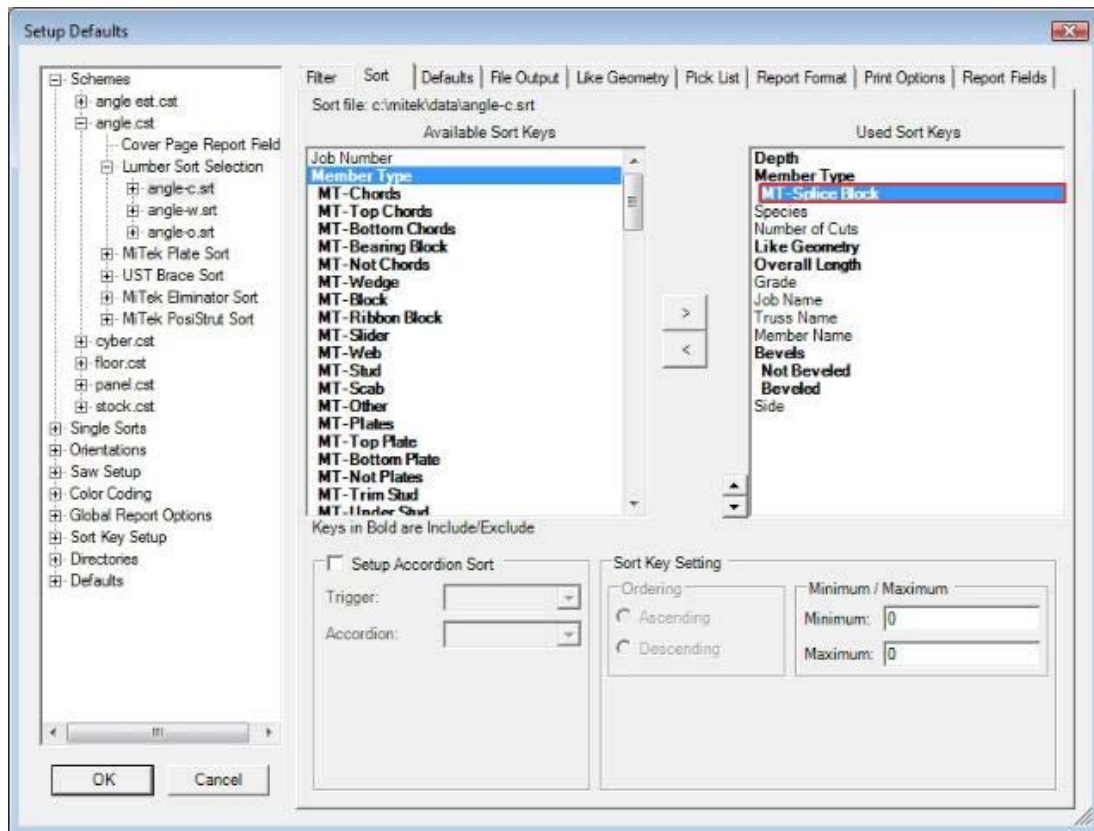 Setup Defaults
Schemes
angle est.cst
angle.cst
Cover Page Report Field
Lumber Sort Selection
angle-c.srt
angle-w.srt
angle-o.srt
MiTek Plate Sort
UST Brace Sort
MiTek Eliminator Sort
MiTek PosiStrut Sort
cyber.cst
floor.cst
panel.cst
stock.cst
Single Sorts
Orientations
Saw Setup
Color Coding
Global Report Options
Sort Key Setup
Directories
Defaults
OK Cancel
Filter Sort Defaults File Output Like Geometry Pick List Report Format Print Options Report Fields
Sort file: c:\mitek\data\angle-c.srt
Available Sort Keys
Job Number
Member Type
MT-Chords
MT-Top Chords
MT-Bottom Chords
MT-Bearing Block
MT-Not Chords
MT-Wedge
MT-Block
MT-Ribbon Block
MT-Slider
MT-Web
MT-Stud
MT-Scab
MT-Other
MT-Plates
MT-Top Plate
MT-Bottom Plate
MT-Not Plates
MT-Trim Stud
MT-Under Stud
Keys in Bold are Include/Exclude
>
<
Used Sort Keys
Depth
Member Type
MT-Splice Block
Species
Number of Cuts
Like Geometry
Overall Length
Grade
Job Name
Truss Name
Member Name
Bevels
Not Beveled
Beveled
Side
Setup Accordion Sort
Trigger:
Accordion:
Sort Key Setting
Ordering
Ascending
Descending
Minimum / Maximum
Minimum: 0
Maximum: 0